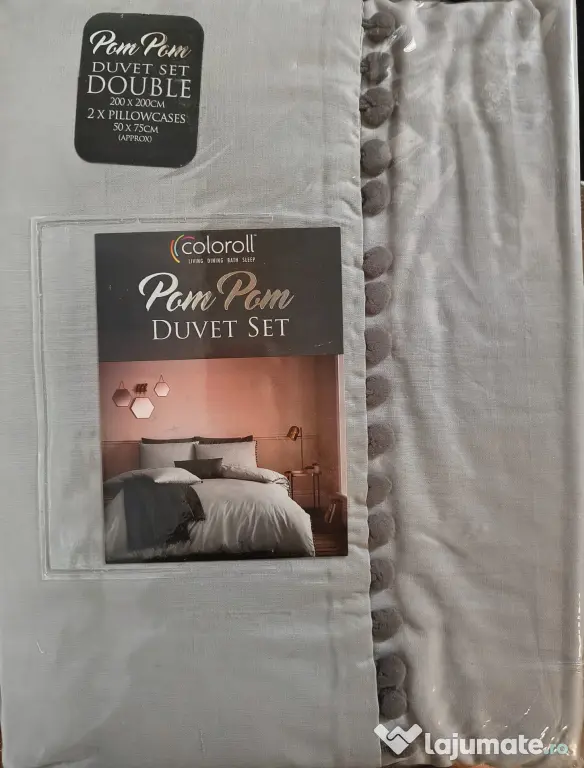 Pom Pom
DUVET SET
DOUBLE
200 X 200CM
2 X PILLOWCASES
50 X 75CM
(APPROX)
coloroll
LIVING DINING BATH SLEEP
Pom Pom
DUVET SET
lajumate.ro